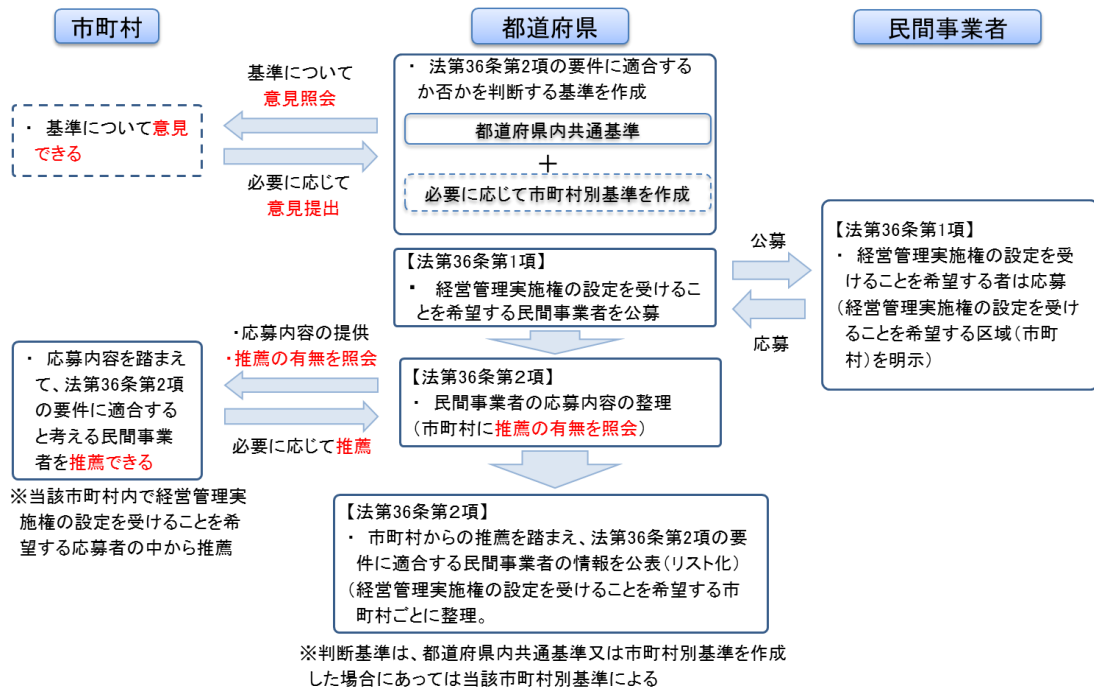 市町村
都道府県
民間事業者
基準について
意見照会
・ 基準について意見
できる
必要に応じて
意見提出
・ 法第36条第2項の要件に適合する
か否かを判断する基準を作成
都道府県内共通基準
＋
必要に応じて市町村別基準を作成
【法第36条第1項】
・ 経営管理実施権の設定を受けるこ
とを希望する民間事業者を公募
公募
応募
【法第36条第1項】
・ 経営管理実施権の設定を受
けることを希望する者は応募
(経営管理実施権の設定を受け
ることを希望する区域(市町
村)を明示)
・応募内容の提供
・推薦の有無を照会
必要に応じて推薦
・ 応募内容を踏まえ
て、法第36条第2項
の要件に適合する
と考える民間事業
者を推薦できる
※当該市町村内で経営管理実
施権の設定を受けることを希
望する応募者の中から推薦
【法第36条第２項】
・ 民間事業者の応募内容の整理
(市町村に推薦の有無を照会)
【法第36条第２項】
・ 市町村からの推薦を踏まえ、法第36条第2項の要
件に適合する民間事業者の情報を公表(リスト化)
(経営管理実施権の設定を受けることを希望する市
町村ごとに整理。
※判断基準は、都道府県内共通基準又は市町村別基準を作成
した場合にあっては当該市町村別基準による